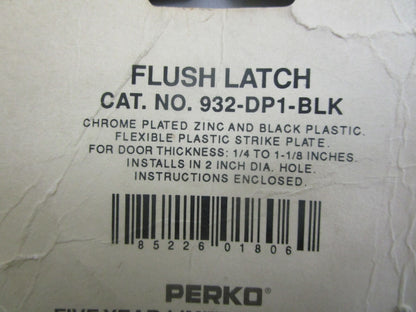 FLUSH LATCH
CAT. NO. 932-DP1-BLK
CHROME PLATED ZINC AND BLACK PLASTIC.
FLEXIBLE PLASTIC STRIKE PLATE.
FOR DOOR THICKNESS: 1/4 TO 1-1/8 INCHES.
INSTALLS IN 2 INCH DIA. HOLE.
INSTRUCTIONS ENCLOSED.
85226 01806
PERKO®
FIVE YEAR